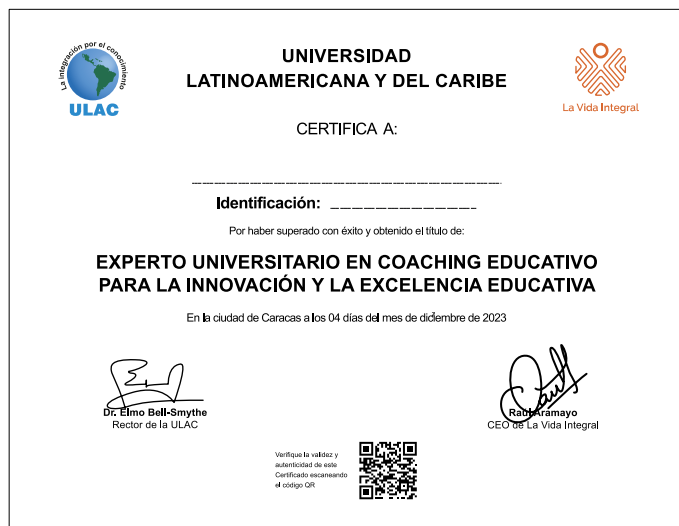 La integración por el conocimiento
ULAC
UNIVERSIDAD
LATINOAMERICANA Y DEL CARIBE
La Vida Integral
CERTIFICA A:
Identificación:
Por haber superado con éxito y obtenido el título de:
EXPERTO UNIVERSITARIO EN COACHING EDUCATIVO
PARA LA INNOVACIÓN Y LA EXCELENCIA EDUCATIVA
En la ciudad de Caracas a los 04 días del mes de diciembre de 2023
Dr. Elmo Bell-Smythe
Rector de la ULAC
Raúl Aramayo
CEO de La Vida Integral
Verifique la validez y
autenticidad de este
Certificado escaneando
el código QR